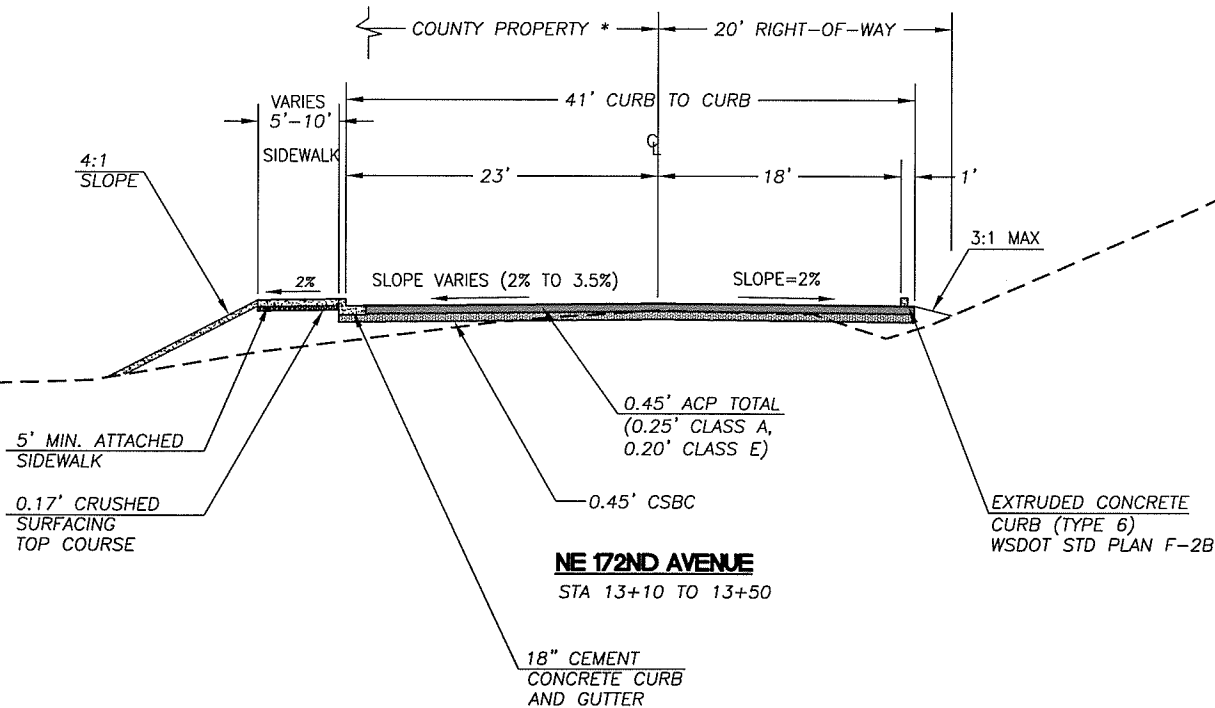 COUNTY PROPERTY *
20' RIGHT-OF-WAY
41' CURB TO CURB
VARIES
5'-10'
SIDEWALK
℄
4:1
SLOPE
23'
18'
1'
3:1 MAX
2%
SLOPE VARIES (2% TO 3.5%)
SLOPE=2%
0.45' ACP TOTAL
(0.25' CLASS A,
0.20' CLASS E)
5' MIN. ATTACHED
SIDEWALK
0.17' CRUSHED
SURFACING
TOP COURSE
0.45' CSBC
EXTRUDED CONCRETE
CURB (TYPE 6)
WSDOT STD PLAN F-2B
NE 172ND AVENUE
STA 13+10 TO 13+50
18" CEMENT
CONCRETE CURB
AND GUTTER